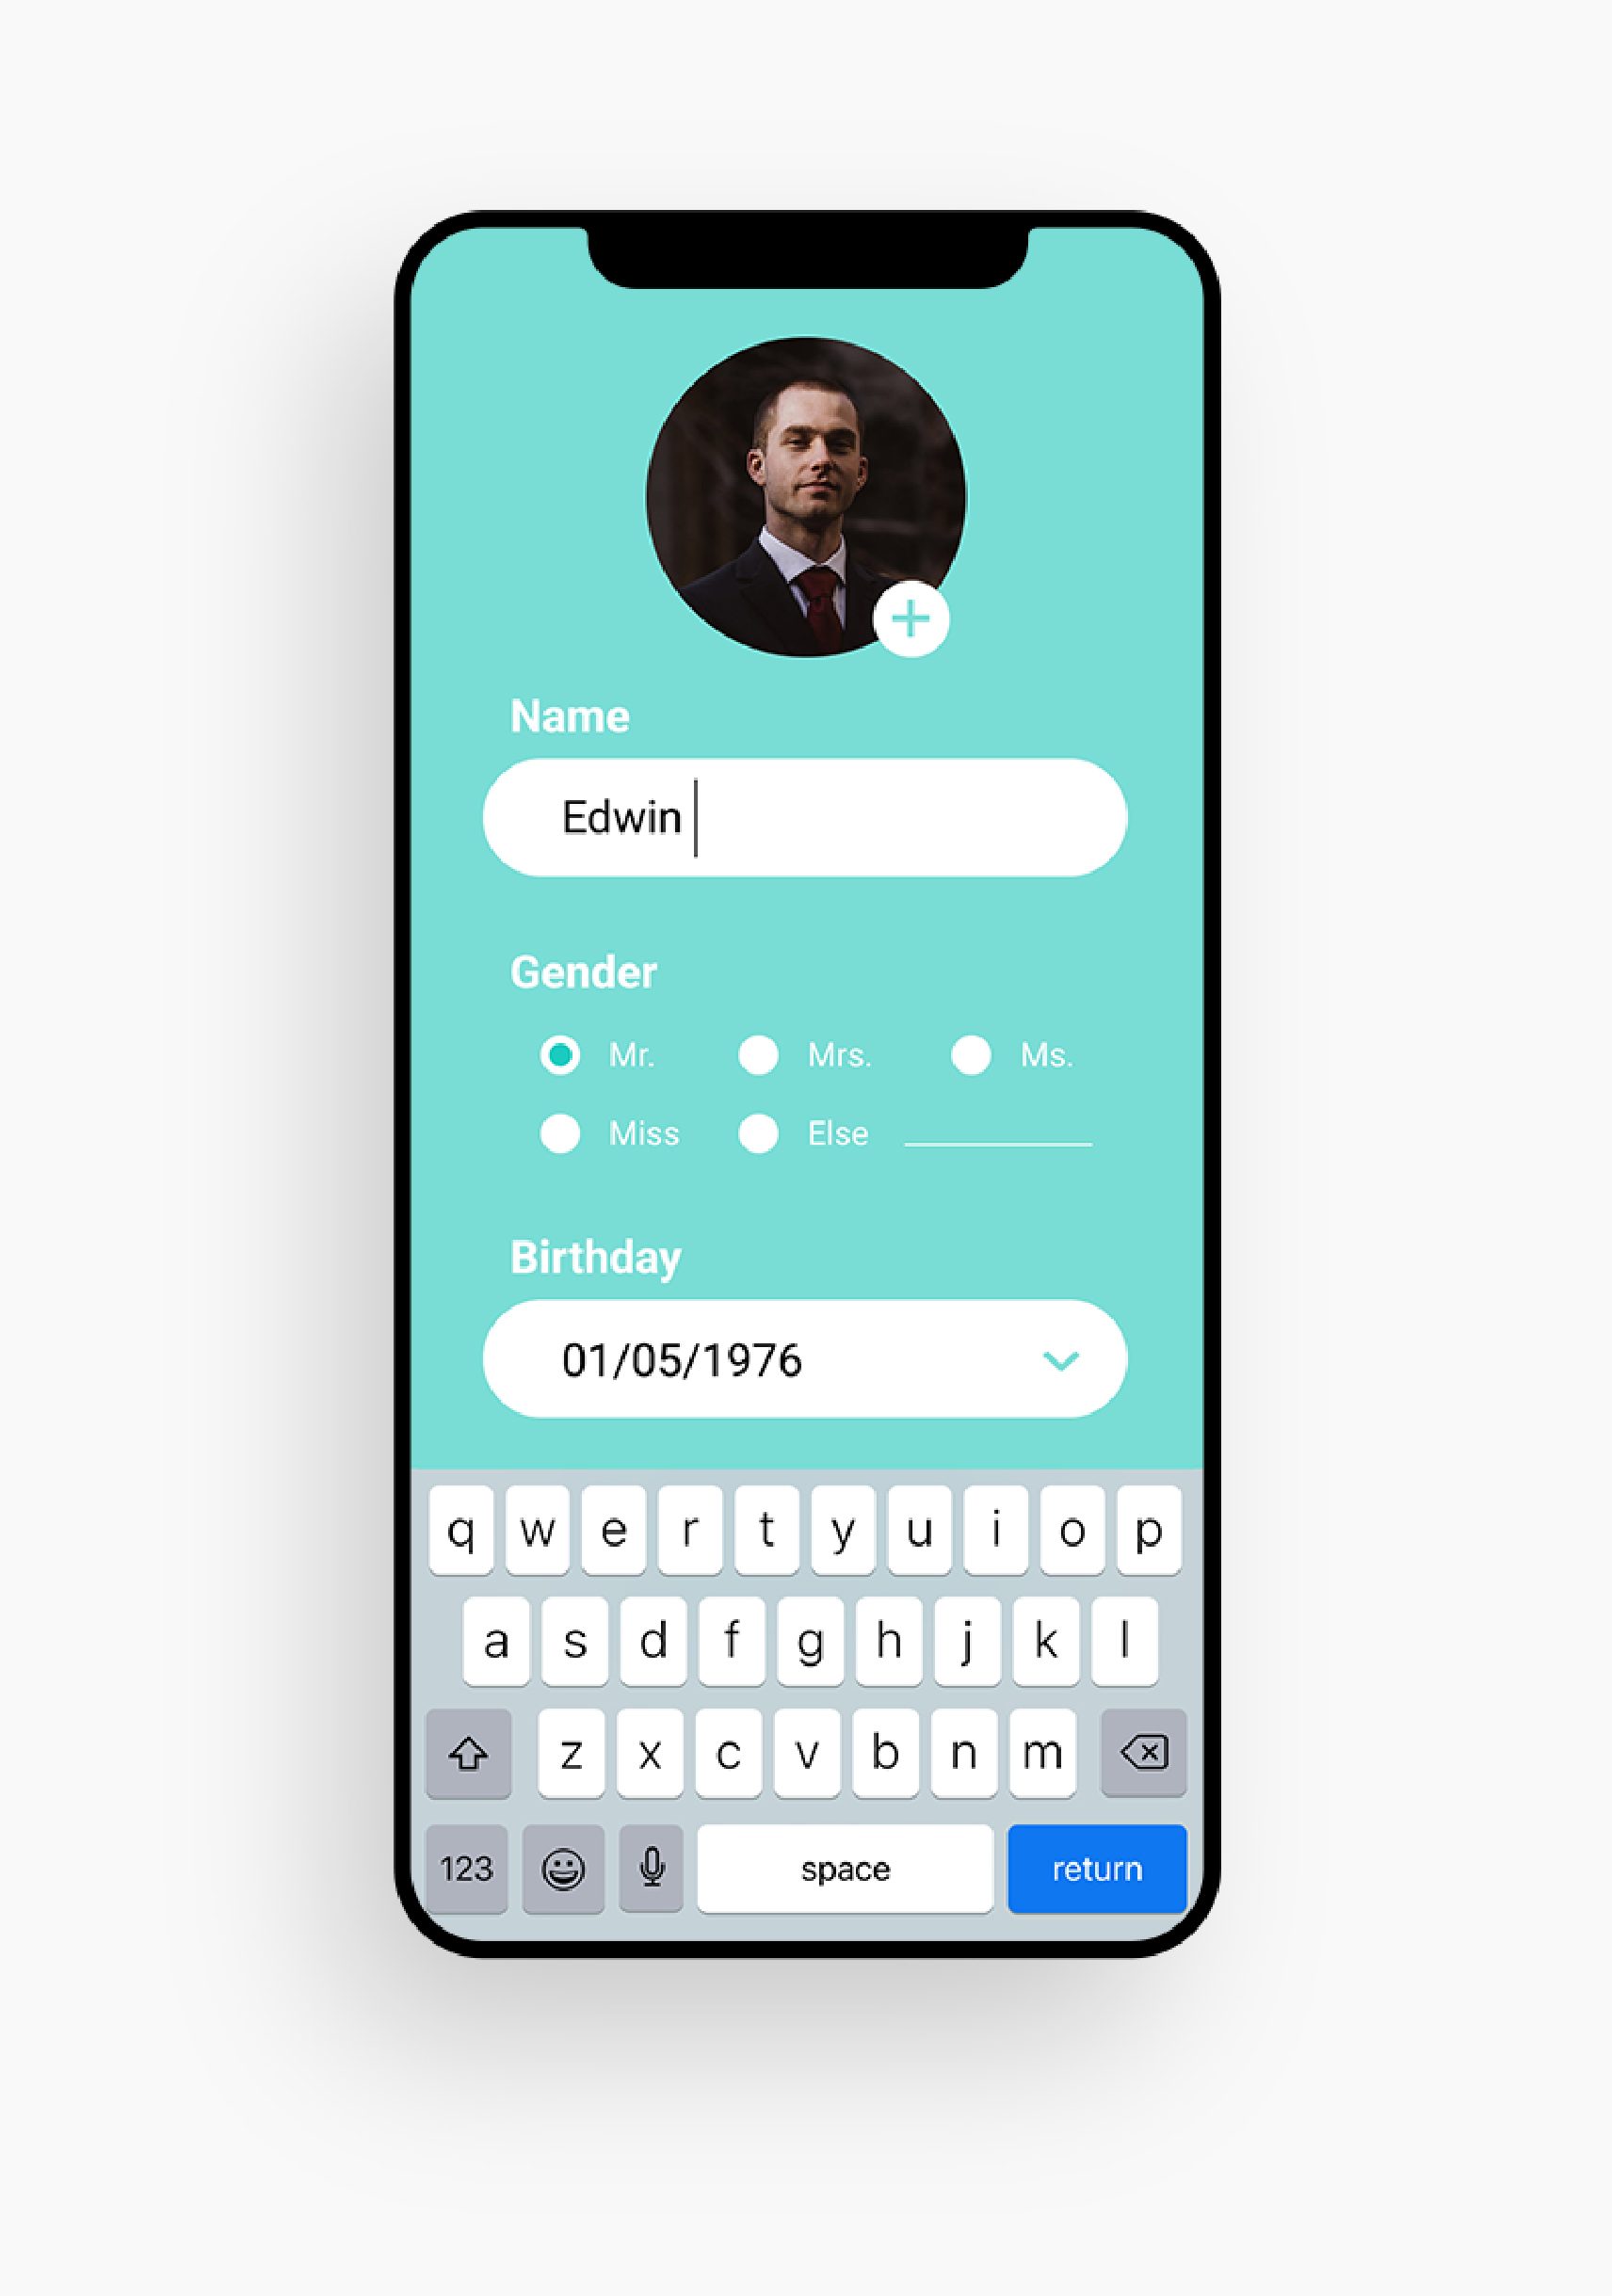 Name
Edwin
Gender
Mr. Mrs. Ms.
Miss Else
Birthday
01/05/1976
q w e r t y u i o p
a s d f g h j k l
z x c v b n m
123 space return